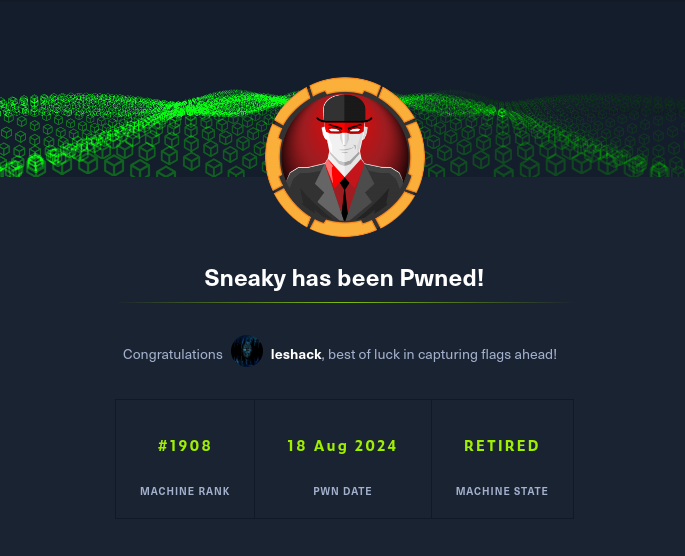 Sneaky has been Pwned!
Congratulations leshack, best of luck in capturing flags ahead!
#1908 18 Aug 2024 RETIRED
MACHINE RANK PWN DATE MACHINE STATE